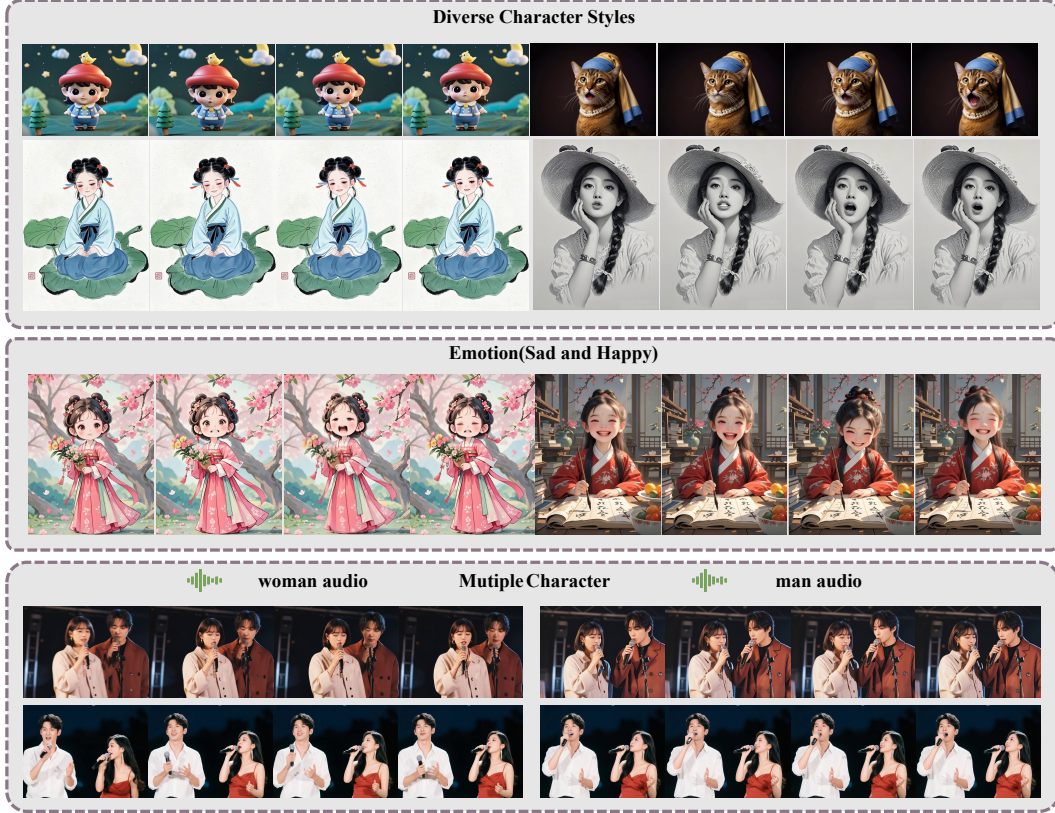 Diverse Character Styles
Emotion(Sad and Happy)
woman audio Mutiple Character man audio